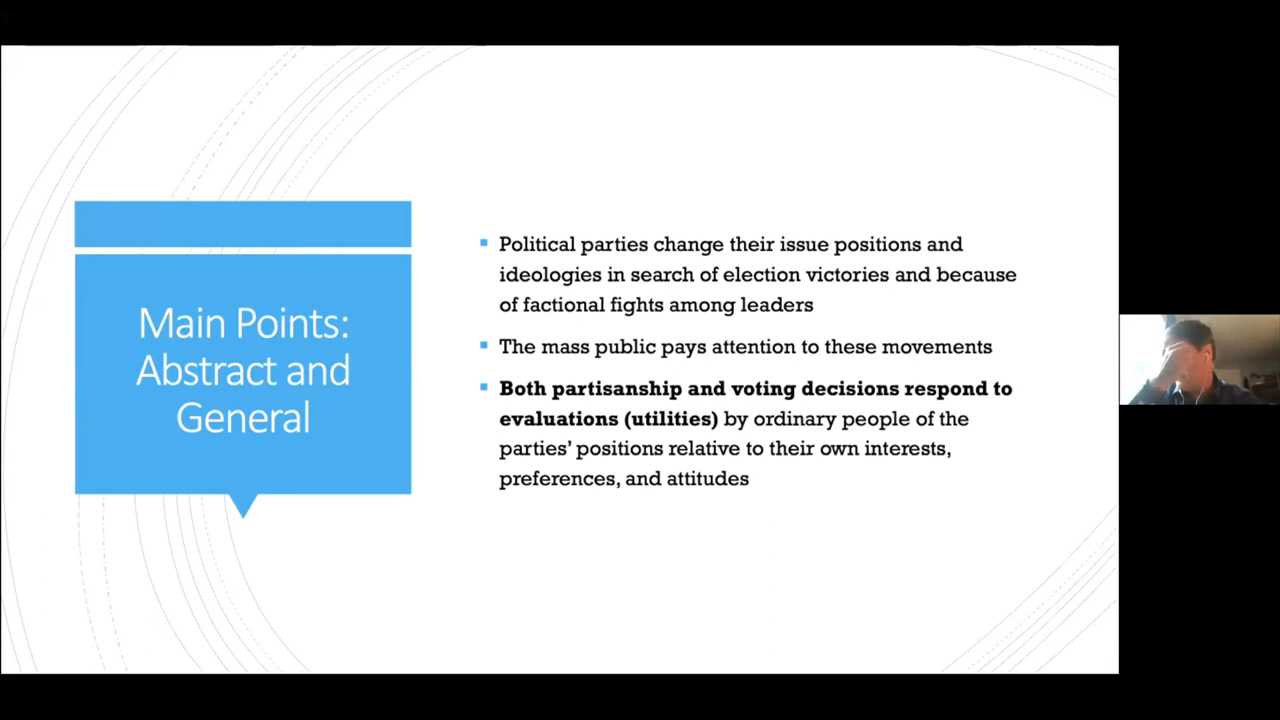 Main Points:
Abstract and
General
Political parties change their issue positions and
ideologies in search of election victories and because
of factional fights among leaders
The mass public pays attention to these movements
Both partisanship and voting decisions respond to
evaluations (utilities) by ordinary people of the
parties’ positions relative to their own interests,
preferences, and attitudes